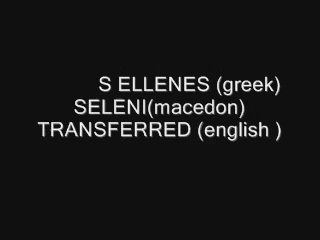 S ELLENES (greek)
SELENI(macedon)
TRANSFERRED (english )